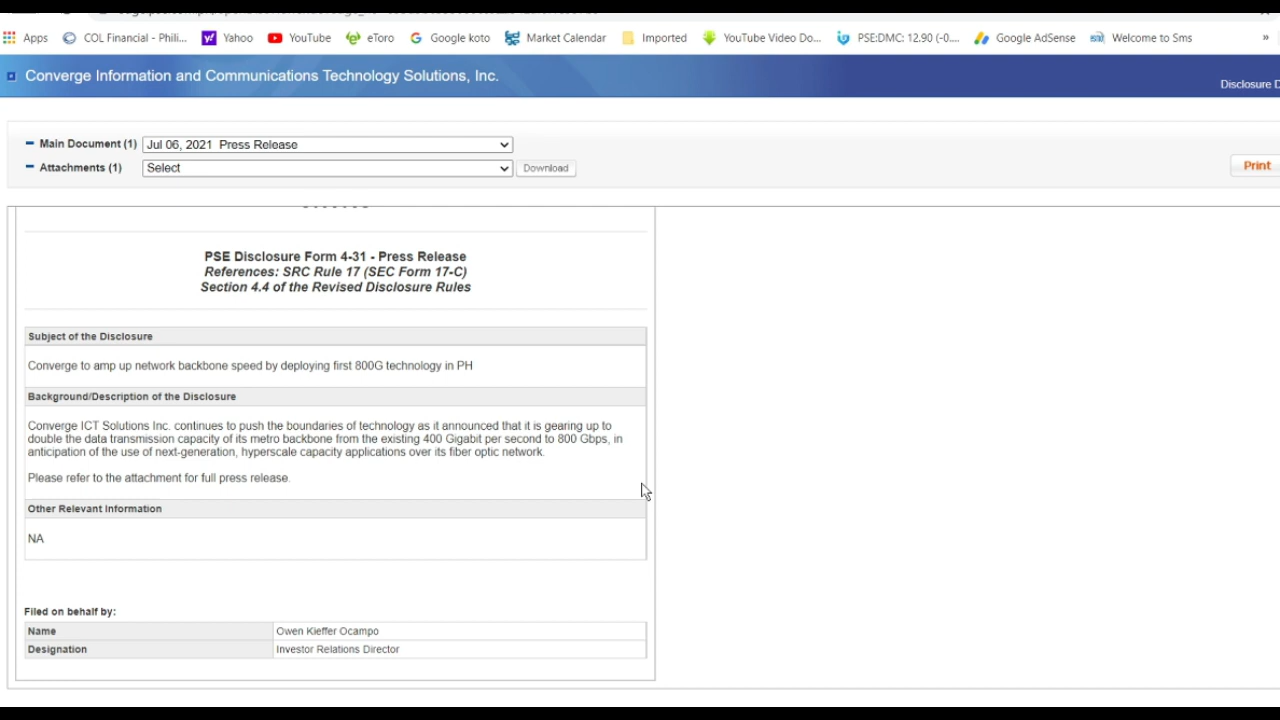 Apps COL Financial - Phili... Yahoo YouTube eToro Google koto Market Calendar Imported YouTube Video Do... PSE:DMC: 12.90 (-0.... Google AdSense Welcome to Sms »
Converge Information and Communications Technology Solutions, Inc.
Disclosure D
Main Document (1) Jul 06, 2021 Press Release
Attachments (1) Select Download
Print
PSE Disclosure Form 4-31 - Press Release
References: SRC Rule 17 (SEC Form 17-C)
Section 4.4 of the Revised Disclosure Rules
Subject of the Disclosure
Converge to amp up network backbone speed by deploying first 800G technology in PH
Background/Description of the Disclosure
Converge ICT Solutions Inc. continues to push the boundaries of technology as it announced that it is gearing up to
double the data transmission capacity of its metro backbone from the existing 400 Gigabit per second to 800 Gbps, in
anticipation of the use of next-generation, hyperscale capacity applications over its fiber optic network.
Please refer to the attachment for full press release.
Other Relevant Information
NA
Filed on behalf by:
Name Owen Kieffer Ocampo
Designation Investor Relations Director